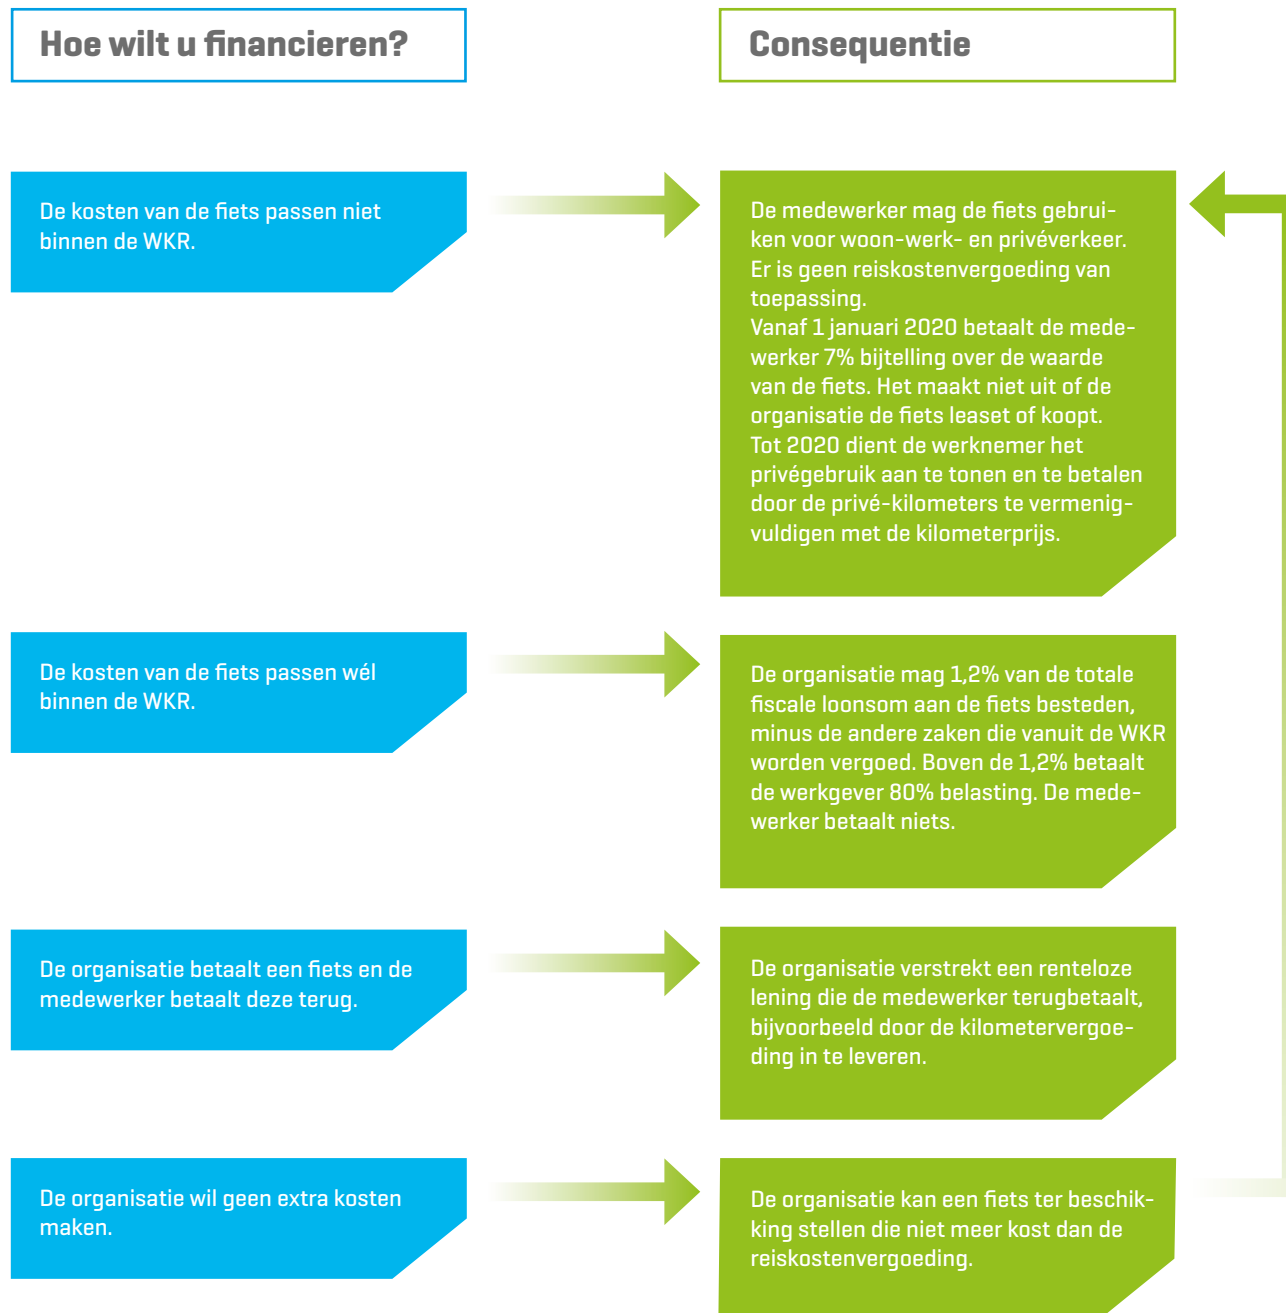 Hoe wilt u financieren?
Consequentie
De kosten van de fiets passen niet
binnen de WKR.
De medewerker mag de fiets gebrui-
ken voor woon-werk- en privéverkeer.
Er is geen reiskostenvergoeding van
toepassing.
Vanaf 1 januari 2020 betaalt de mede-
werker 7% bijtelling over de waarde
van de fiets. Het maakt niet uit of de
organisatie de fiets leaset of koopt.
Tot 2020 dient de werknemer het
privégebruik aan te tonen en te betalen
door de privé-kilometers te vermenig-
vuldigen met de kilometerprijs.
De kosten van de fiets passen wél
binnen de WKR.
De organisatie mag 1,2% van de totale
fiscale loonsom aan de fiets besteden,
minus de andere zaken die vanuit de WKR
worden vergoed. Boven de 1,2% betaalt
de werkgever 80% belasting. De mede-
werker betaalt niets.
De organisatie betaalt een fiets en de
medewerker betaalt deze terug.
De organisatie verstrekt een renteloze
lening die de medewerker terugbetaalt,
bijvoorbeeld door de kilometervergoe-
ding in te leveren.
De organisatie wil geen extra kosten
maken.
De organisatie kan een fiets ter beschik-
king stellen die niet meer kost dan de
reiskostenvergoeding.